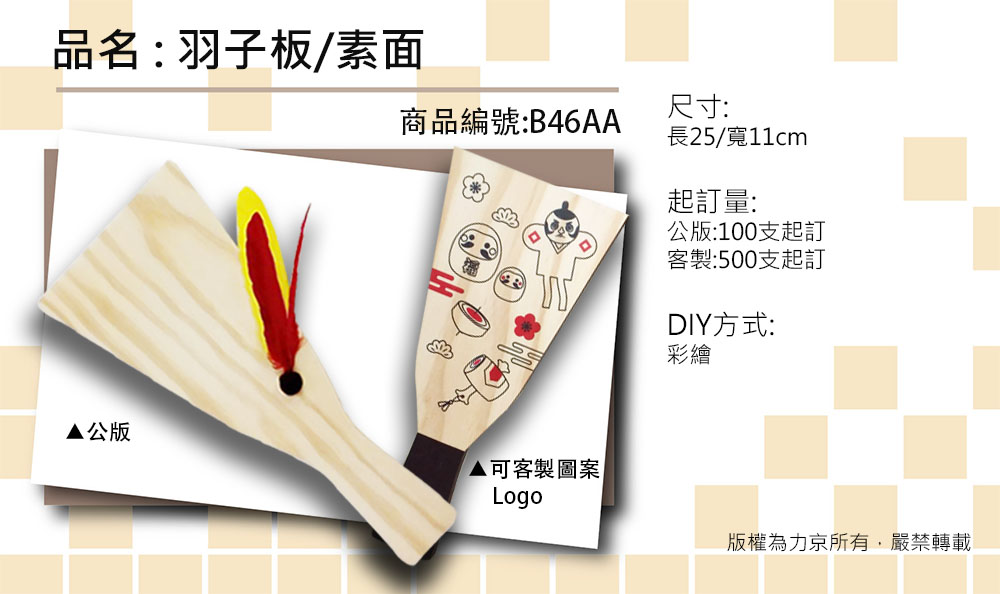 品名 : 羽子板/素面
商品編號:B46AA
尺寸:
長25/寬11cm
起訂量:
公版:100支起訂
客製:500支起訂
DIY方式:
彩繪
福
▲公版
▲可客製圖案
Logo
版權為力京所有，嚴禁轉載